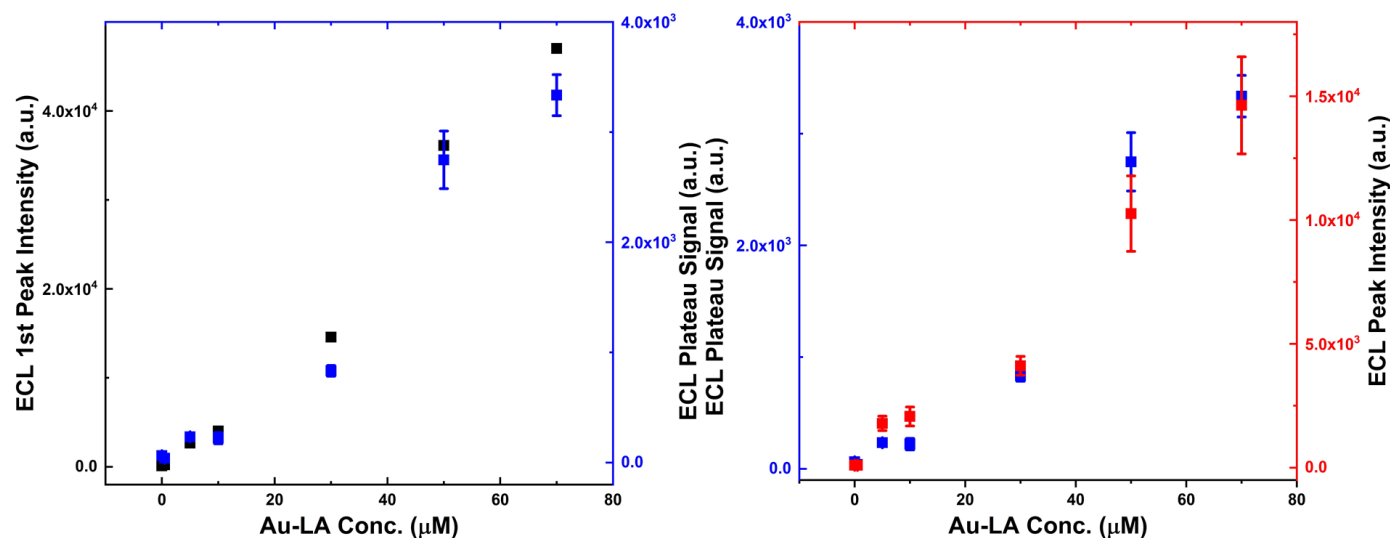 ECL 1st Peak Intensity (a.u.)
4.0x10⁴
2.0x10⁴
0.0
0
20
40
60
80
Au-LA Conc. (μM)
4.0x10³
2.0x10³
0.0
ECL Plateau Signal (a.u.)
ECL Plateau Signal (a.u.)
4.0x10³
2.0x10³
0.0
0
20
40
60
80
Au-LA Conc. (μM)
1.5x10⁴
1.0x10⁴
5.0x10³
0.0
ECL Peak Intensity (a.u.)